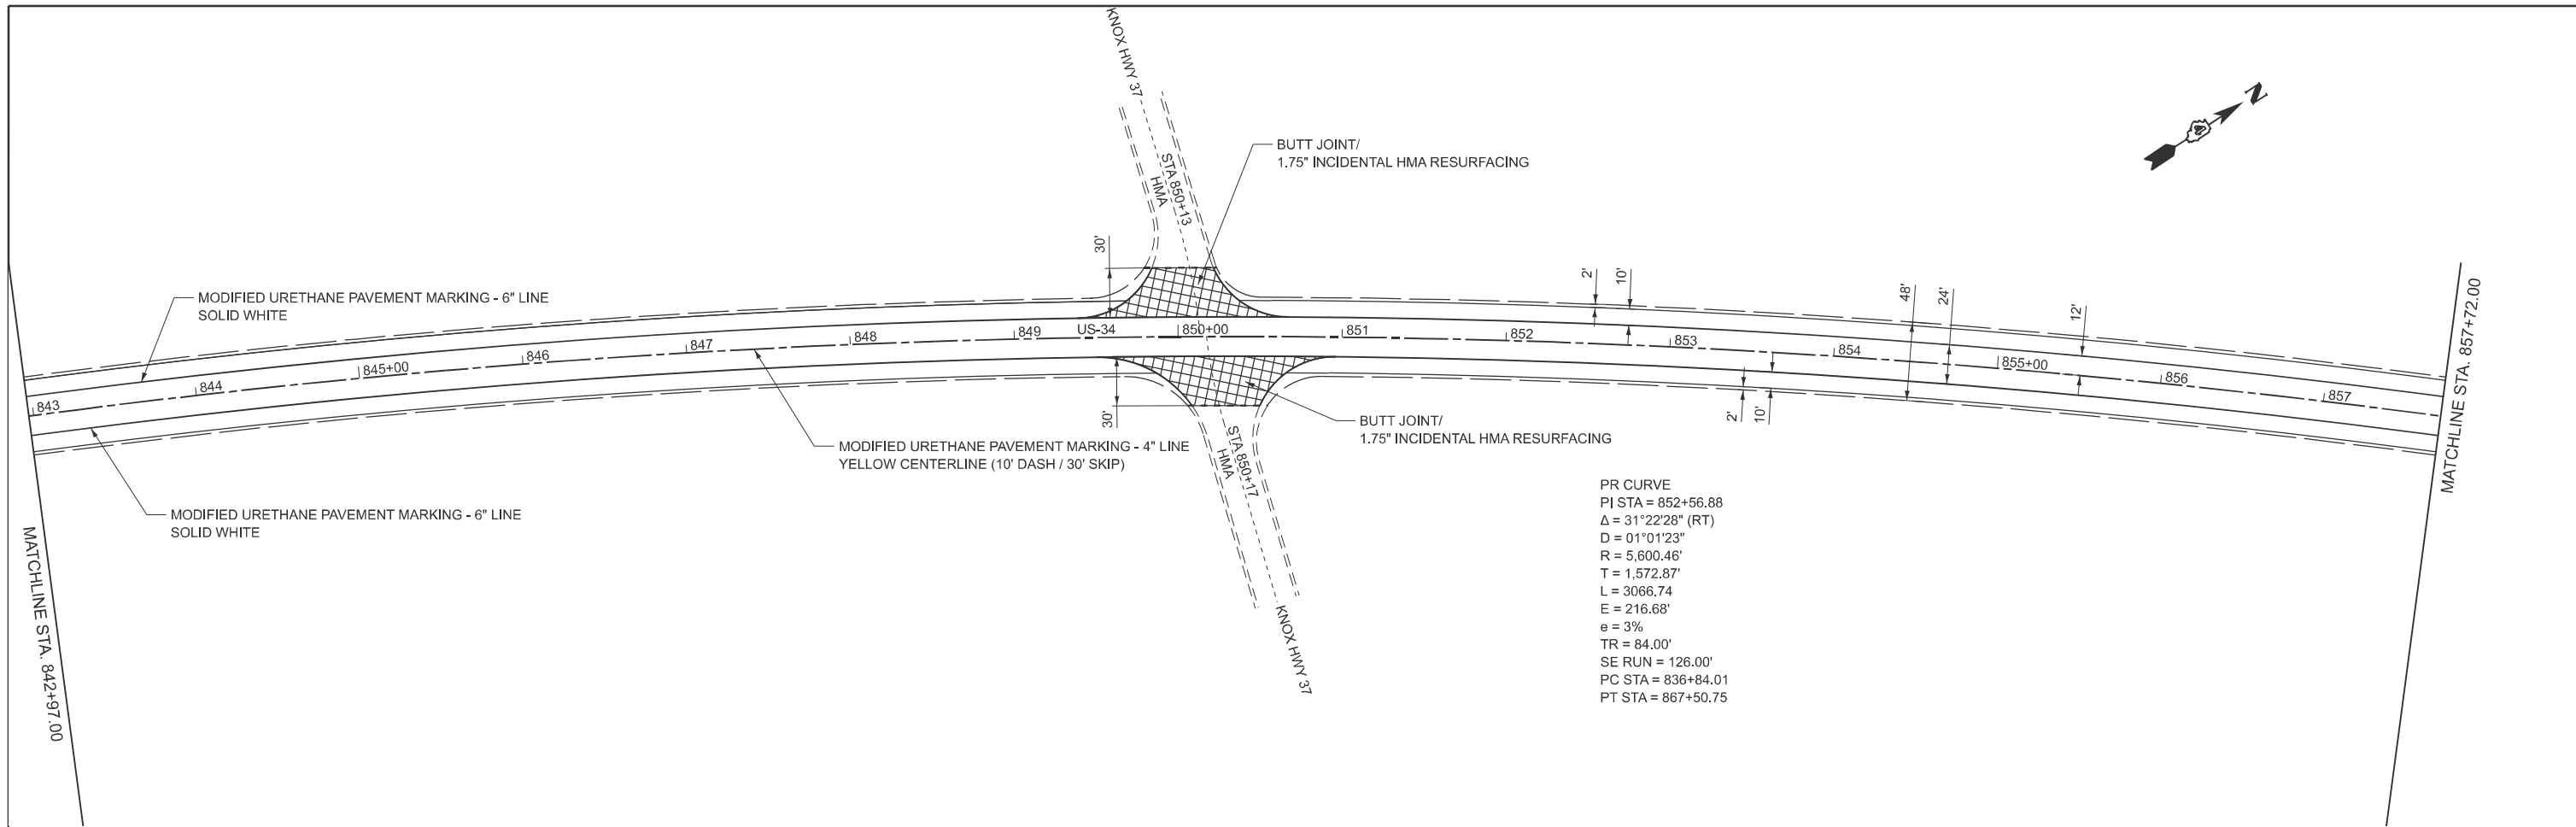 KNOX HWY 37
N
BUTT JOINT/
1.75" INCIDENTAL HMA RESURFACING
STA 850+13
HMA
30'
2'
10'
48'
24'
12'
MATCHLINE STA. 857+72.00
MODIFIED URETHANE PAVEMENT MARKING - 6" LINE
SOLID WHITE
843
844
845+00
846
847
848
849
US-34
850+00
851
852
853
854
855+00
856
857
30'
2'
10'
BUTT JOINT/
1.75" INCIDENTAL HMA RESURFACING
STA 850+17
HMA
MODIFIED URETHANE PAVEMENT MARKING - 4" LINE
YELLOW CENTERLINE (10' DASH / 30' SKIP)
MODIFIED URETHANE PAVEMENT MARKING - 6" LINE
SOLID WHITE
MATCHLINE STA. 842+97.00
KNOX HWY 37
PR CURVE
PI STA = 852+56.88
Δ = 31°22'28" (RT)
D = 01°01'23"
R = 5,600.46'
T = 1,572.87'
L = 3066.74
E = 216.68'
e = 3%
TR = 84.00'
SE RUN = 126.00'
PC STA = 836+84.01
PT STA = 867+50.75